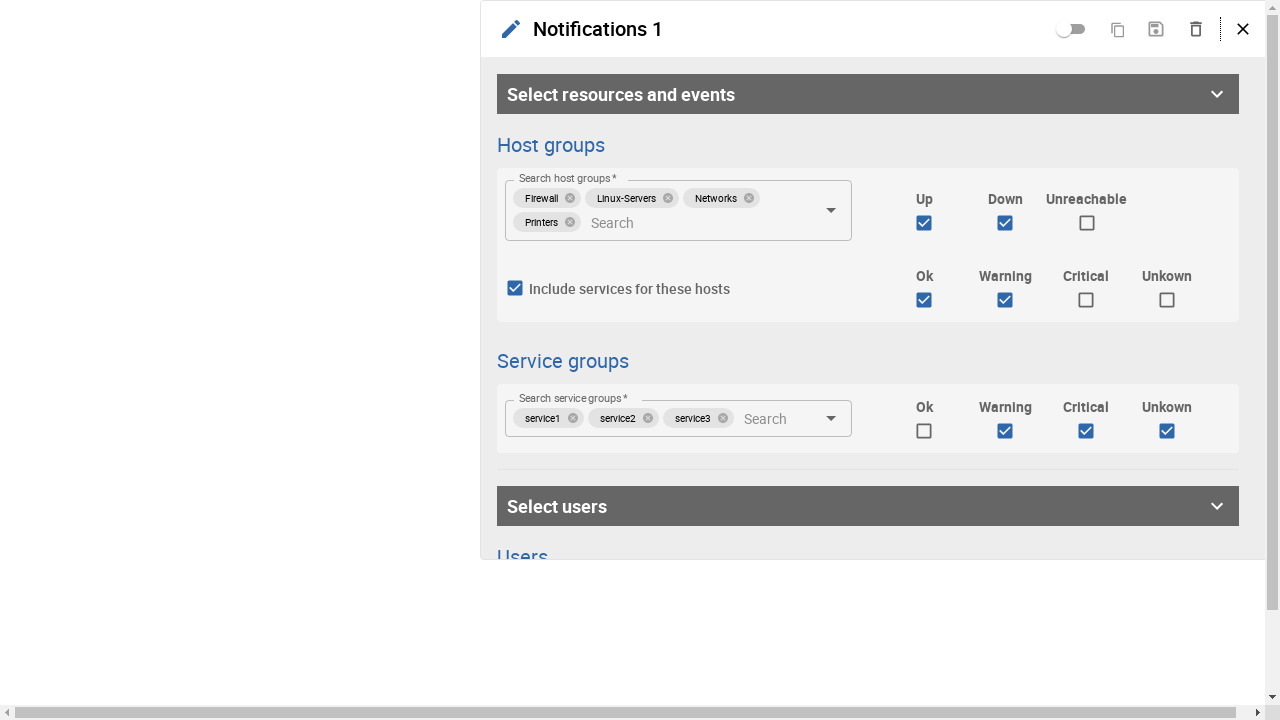 Notifications 1
Select resources and events
Host groups
Search host groups *
Firewall
Linux-Servers
Networks
Printers
Search
Up
Down
Unreachable
Include services for these hosts
Ok
Warning
Critical
Unkown
Service groups
Search service groups *
service1
service2
service3
Search
Ok
Warning
Critical
Unkown
Select users
Users